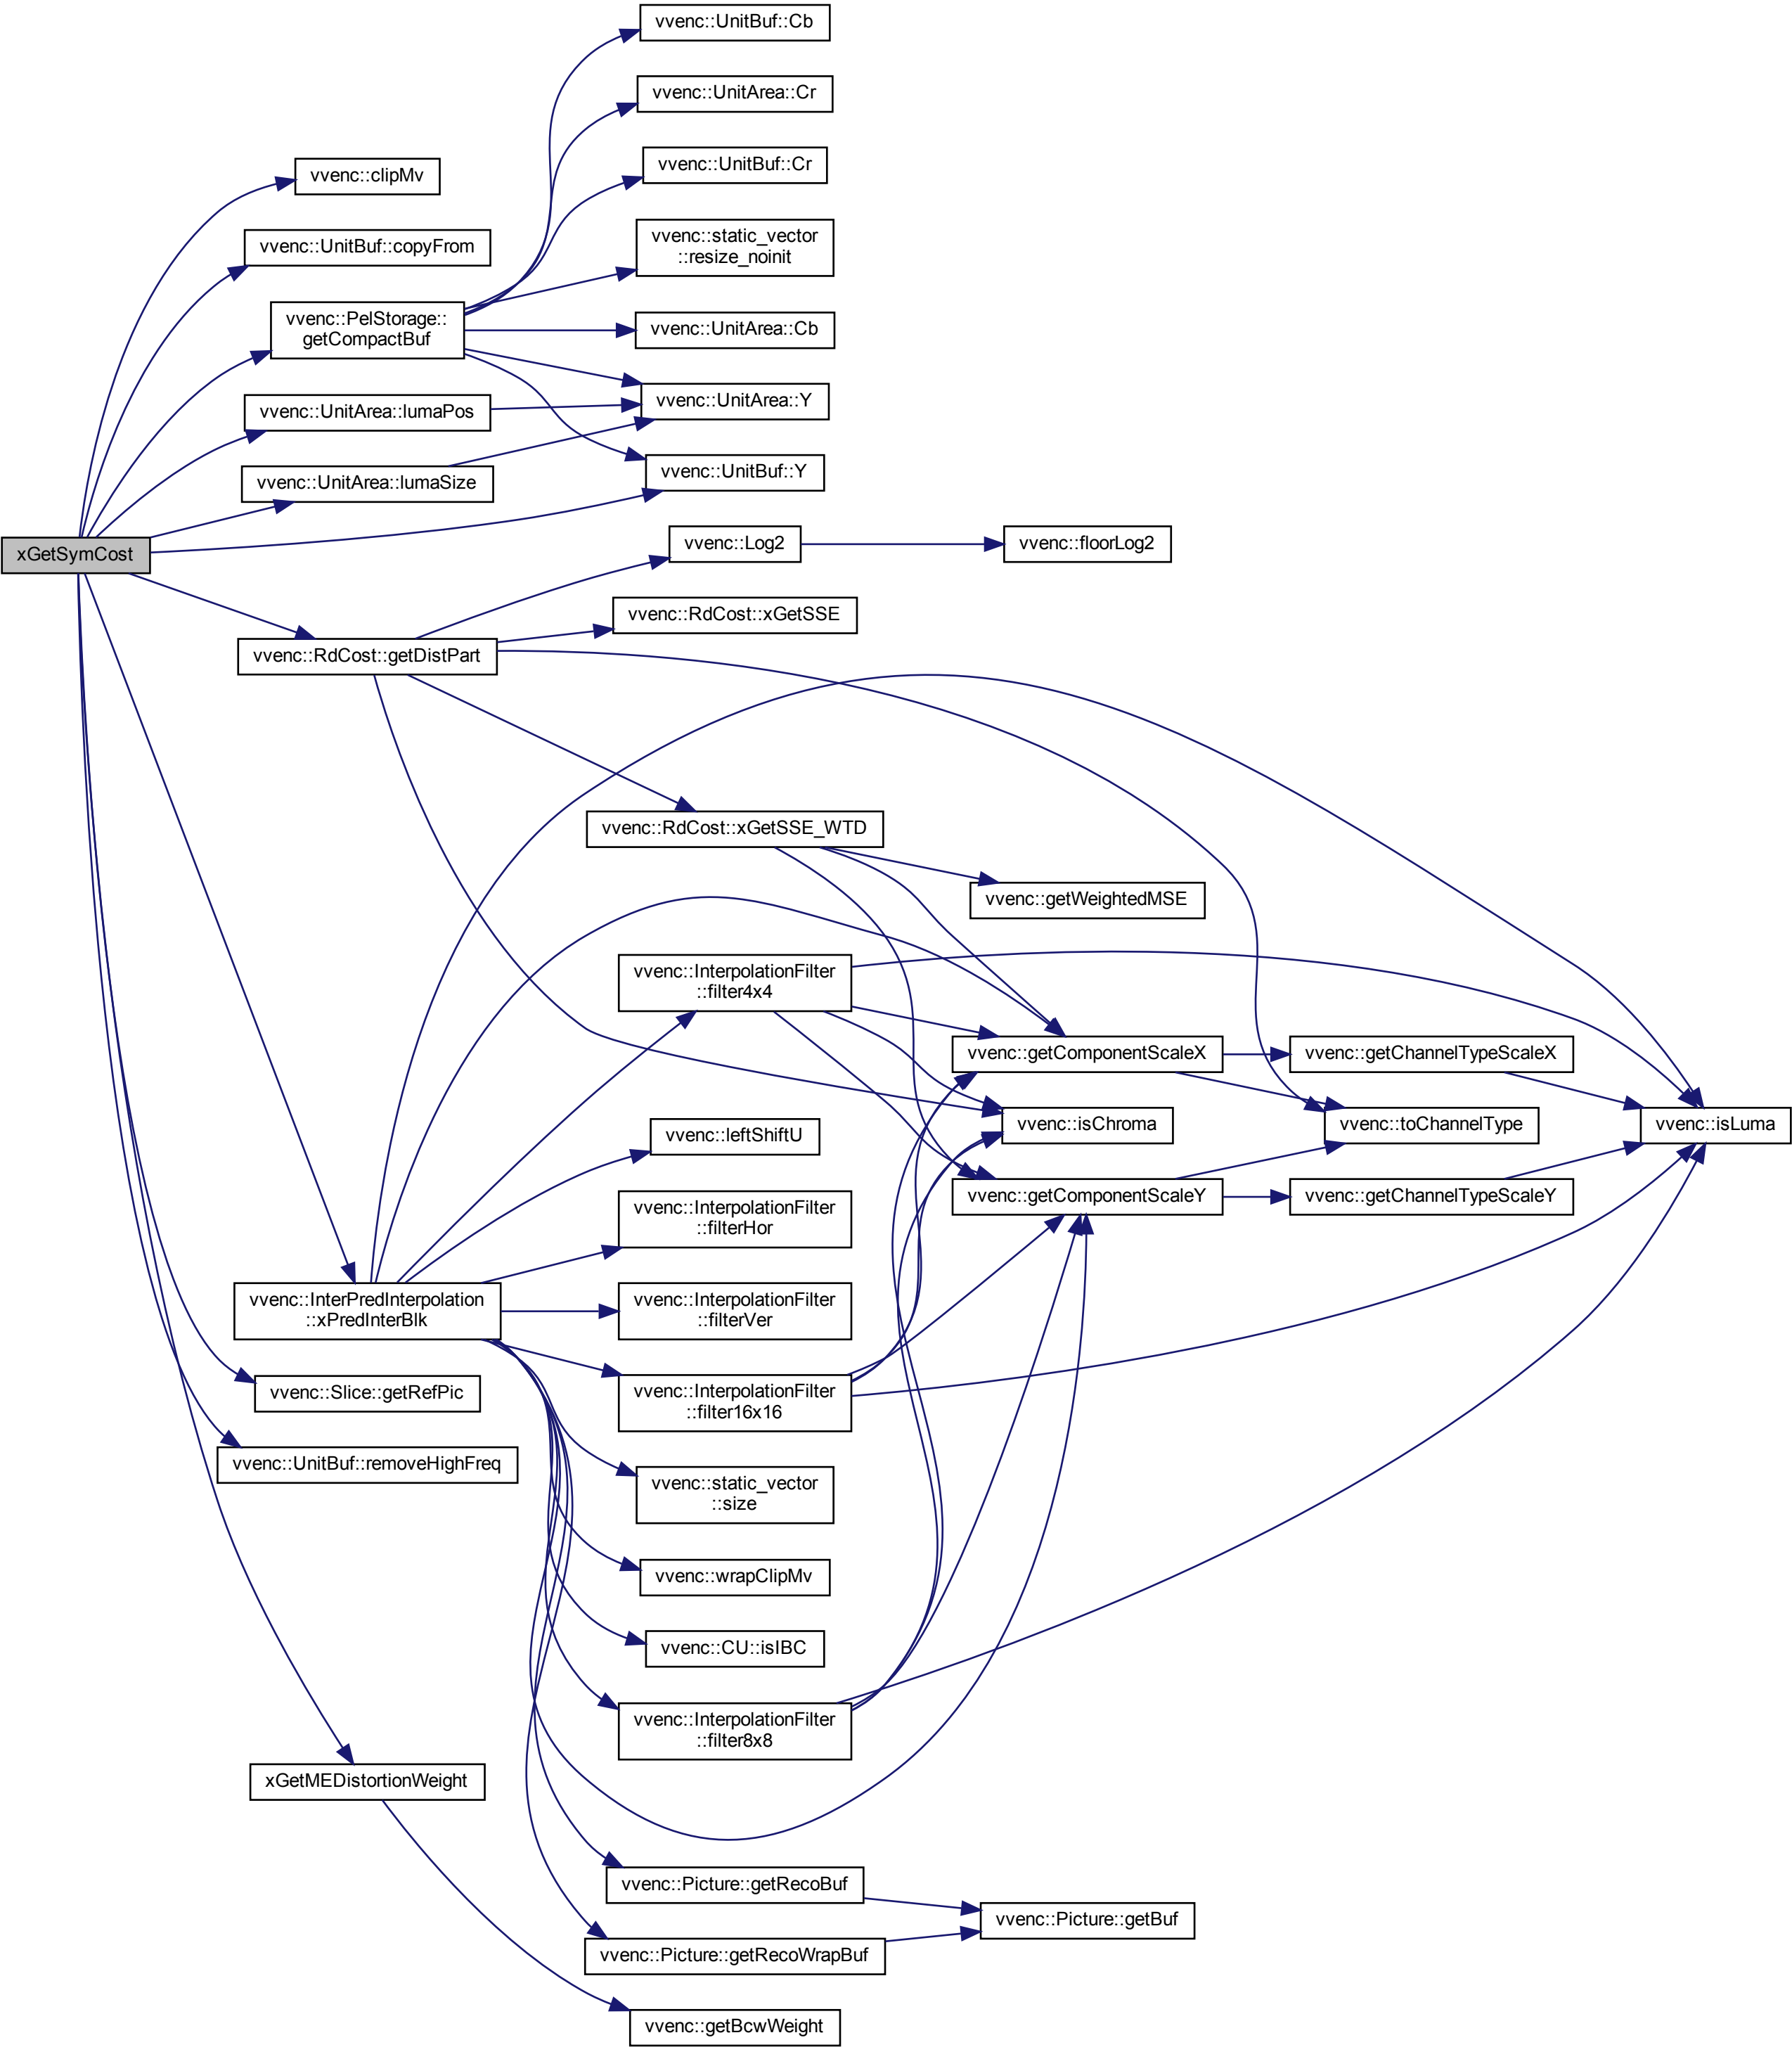 vvenc::UnitBuf::Cb
vvenc::UnitArea::Cr
vvenc::clipMv
vvenc::UnitBuf::Cr
vvenc::UnitBuf::copyFrom
vvenc::static_vector
::resize_noinit
vvenc::PelStorage::
getCompactBuf
vvenc::UnitArea::Cb
vvenc::UnitArea::lumaPos
vvenc::UnitArea::Y
vvenc::UnitArea::lumaSize
vvenc::UnitBuf::Y
xGetSymCost
vvenc::Log2
vvenc::floorLog2
vvenc::RdCost::xGetSSE
vvenc::RdCost::getDistPart
vvenc::RdCost::xGetSSE_WTD
vvenc::getWeightedMSE
vvenc::InterpolationFilter
::filter4x4
vvenc::getComponentScaleX
vvenc::getChannelTypeScaleX
vvenc::leftShiftU
vvenc::isChroma
vvenc::toChannelType
vvenc::isLuma
vvenc::getComponentScaleY
vvenc::getChannelTypeScaleY
vvenc::InterpolationFilter
::filterHor
vvenc::InterPredInterpolation
::xPredInterBlk
vvenc::InterpolationFilter
::filterVer
vvenc::Slice::getRefPic
vvenc::InterpolationFilter
::filter16x16
vvenc::UnitBuf::removeHighFreq
vvenc::static_vector
::size
vvenc::wrapClipMv
vvenc::CU::isIBC
vvenc::InterpolationFilter
::filter8x8
xGetMEDistortionWeight
vvenc::Picture::getRecoBuf
vvenc::Picture::getBuf
vvenc::Picture::getRecoWrapBuf
vvenc::getBcwWeight